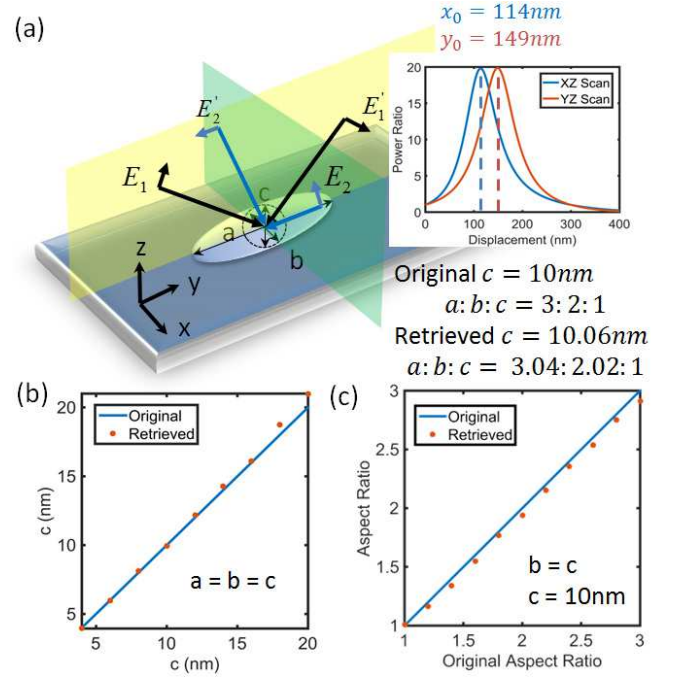 (a)
x₀ = 114nm
y₀ = 149nm
E₁
E₂'
E₁'
E₂
c
a
b
z
y
x
20
15
10
5
0
Power Ratio
XZ Scan
YZ Scan
0 100 200 300 400
Displacement (nm)
Original c = 10nm
a: b: c = 3: 2: 1
Retrieved c = 10.06nm
a: b: c = 3.04: 2.02: 1
(b)
20
15
10
5
c (nm)
Original
Retrieved
a = b = c
5 10 15 20
c (nm)
(c)
3
2.5
2
1.5
1
Aspect Ratio
Original
Retrieved
b = c
c = 10nm
1 1.5 2 2.5 3
Original Aspect Ratio